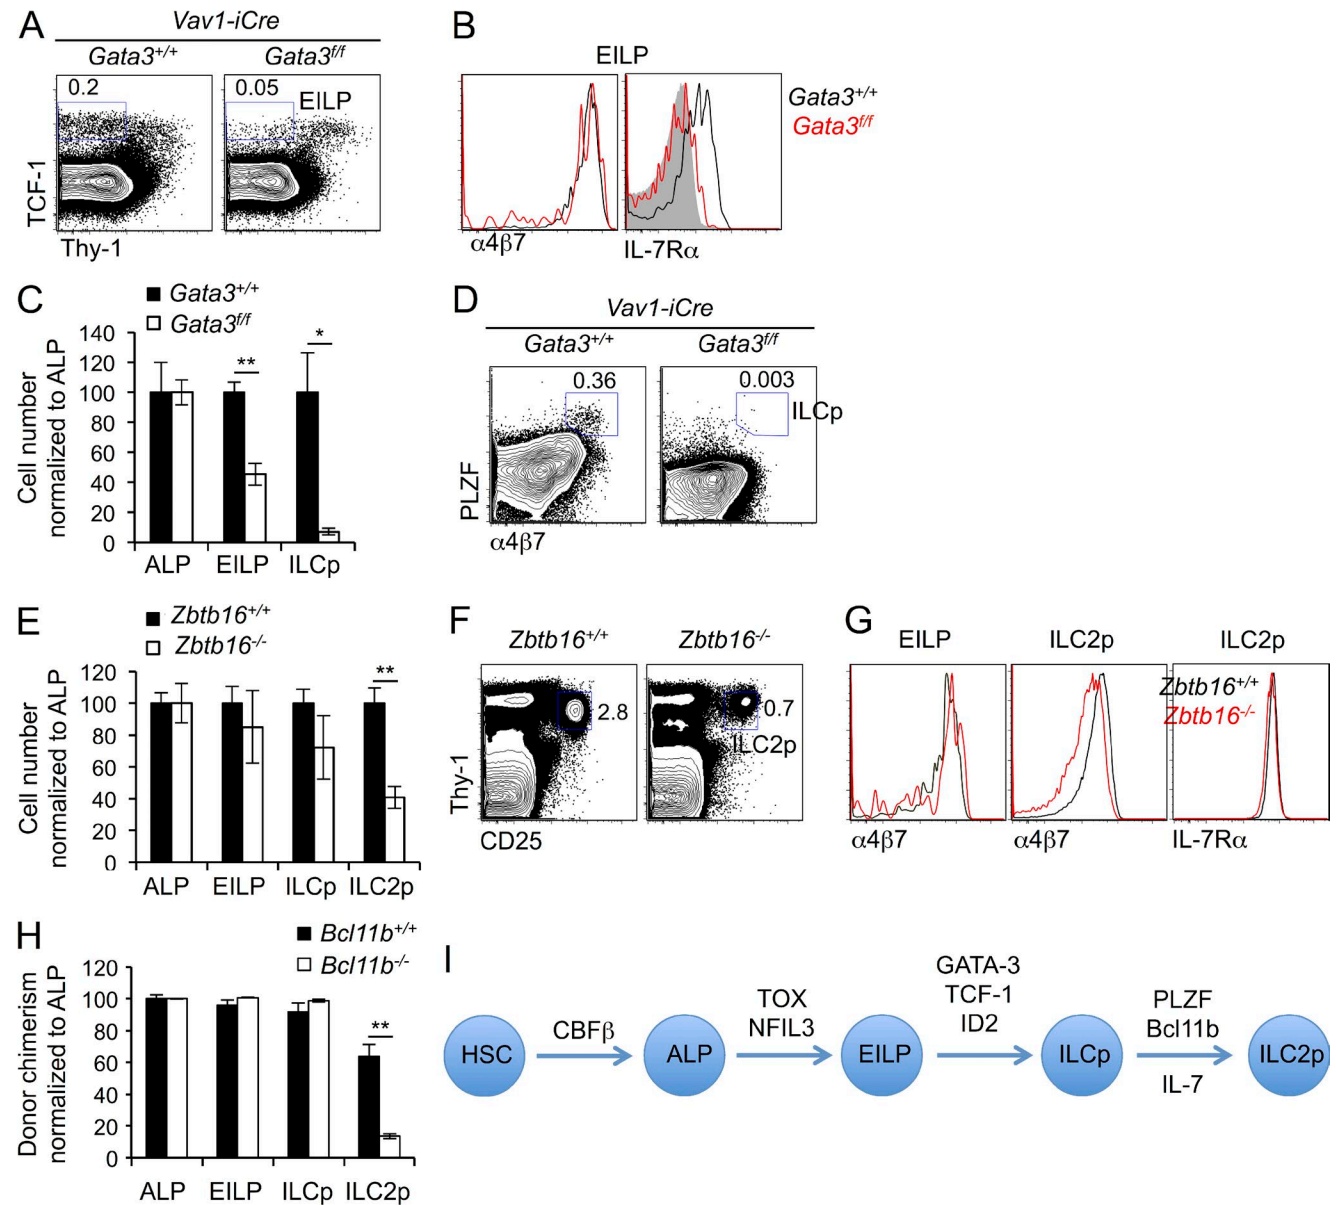 A
Vav1-iCre
Gata3+/+
Gata3f/f
0.2
0.05
EILP
TCF-1
Thy-1
B
EILP
Gata3+/+
Gata3f/f
α4β7
IL-7Rα
C
Gata3+/+
Gata3f/f
Cell number
normalized to ALP
140
120
100
80
60
40
20
0
**
*
ALP
EILP
ILCp
D
Vav1-iCre
Gata3+/+
Gata3f/f
0.36
0.003
ILCp
PLZF
α4β7
E
Zbtb16+/+
Zbtb16-/-
Cell number
normalized to ALP
120
100
80
60
40
20
0
**
ALP
EILP
ILCp
ILC2p
F
Zbtb16+/+
Zbtb16-/-
2.8
0.7
ILC2p
Thy-1
CD25
G
EILP
ILC2p
ILC2p
Zbtb16+/+
Zbtb16-/-
α4β7
α4β7
IL-7Rα
H
Bcl11b+/+
Bcl11b-/-
Donor chimerism
normalized to ALP
120
100
80
60
40
20
0
**
ALP
EILP
ILCp
ILC2p
I
HSC
CBFβ
ALP
TOX
NFIL3
EILP
GATA-3
TCF-1
ID2
ILCp
PLZF
Bcl11b
IL-7
ILC2p